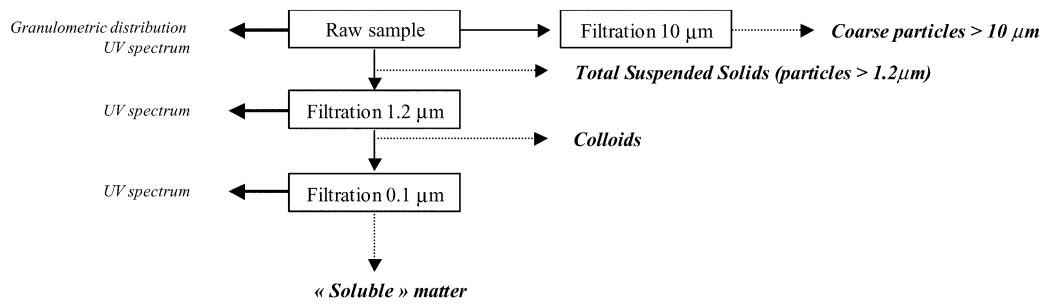 Granulometric distribution
UV spectrum
Raw sample
Filtration 10 µm
Coarse particles > 10 µm
Total Suspended Solids (particles > 1.2µm)
UV spectrum
Filtration 1.2 µm
Colloids
UV spectrum
Filtration 0.1 µm
« Soluble » matter